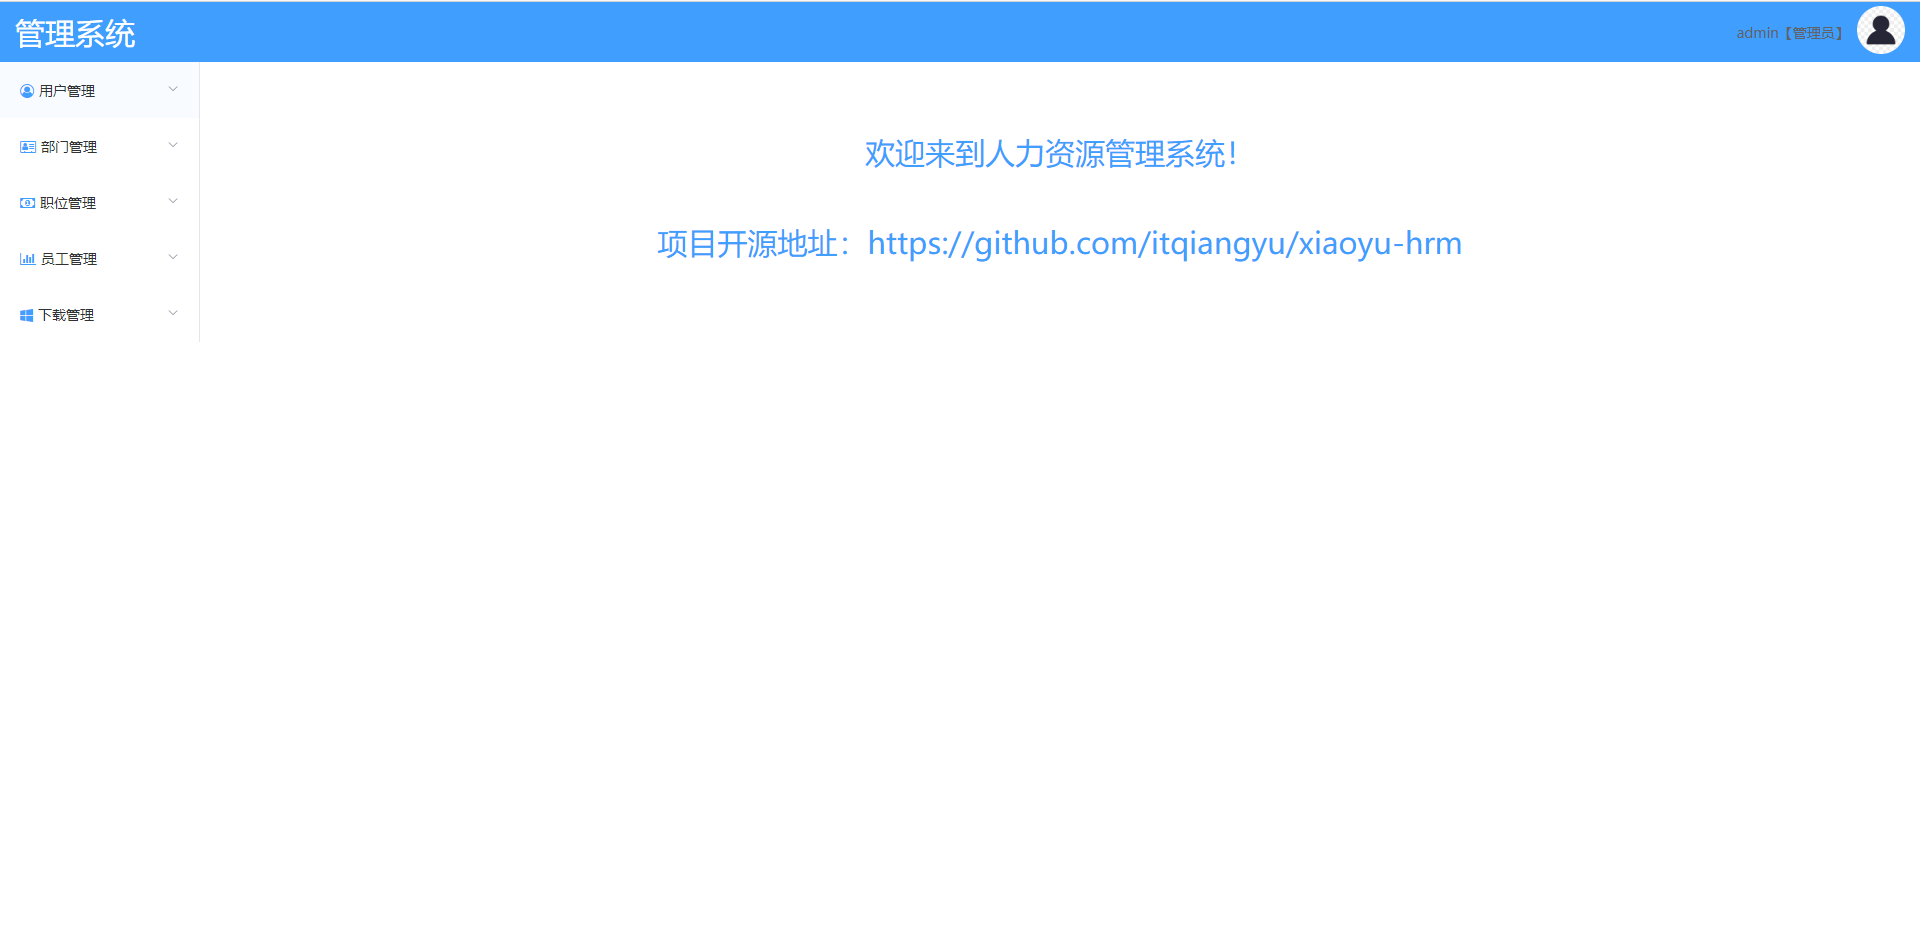 管理系统
admin【管理员】
用户管理
部门管理
职位管理
员工管理
下载管理
欢迎来到人力资源管理系统！
项目开源地址：https://github.com/itqiangyu/xiaoyu-hrm